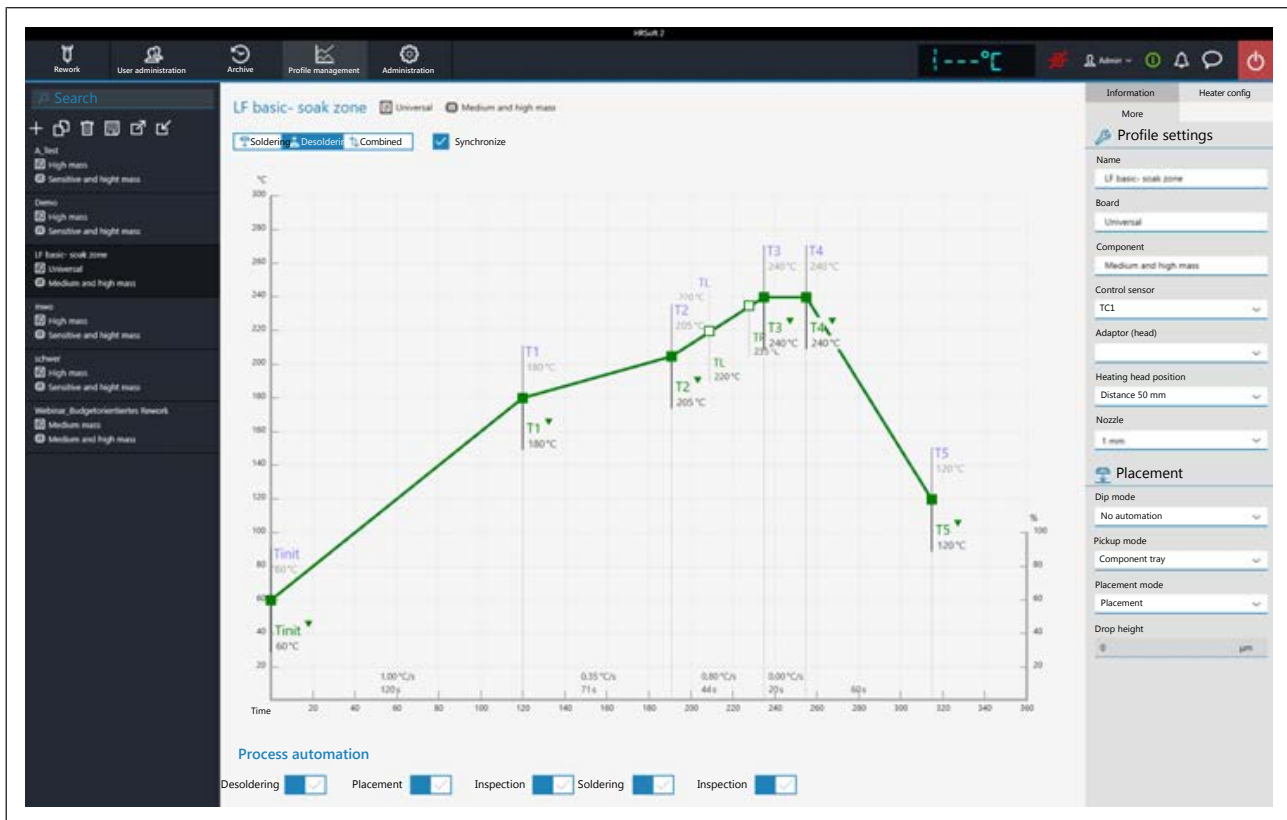 HRSoft 2
Rework
User administration
Archive
Profile management
Administration
---°C
Admin
Search
A_Test
High mass
Sensitive and hight mass
Demo
High mass
Sensitive and hight mass
LF basic- soak zone
Universal
Medium and high mass
High mass
Sensitive and hight mass
schwer
High mass
Sensitive and hight mass
Webinar_Budgetorientiertes Rework
Medium mass
Medium and high mass
LF basic- soak zone Universal Medium and high mass
Soldering Desolderin Combined Synchronize
°C
300
280
260
240
220
200
180
160
140
120
100
80
60
40
20
Tinit
60°C
Tinit
60°C
T1
180°C
T1
180°C
T2
205°C
T2
205°C
TL
220°C
TL
220°C
TP
235°C
T3
240°C
T3
240°C
T4
240°C
T4
240°C
T5
120°C
T5
120°C
%
100
80
60
40
20
1.00°C/s
120s
0.35°C/s
71s
0.80°C/s
44s
0.00°C/s
20s
60s
Time 20 40 60 80 100 120 140 160 180 200 220 240 260 280 300 320 340 360
Process automation
Desoldering Placement Inspection Soldering Inspection
Information Heater config
More
Profile settings
Name
LF basic- soak zone
Board
Universal
Component
Medium and high mass
Control sensor
TC1
Adaptor (head)
Heating head position
Distance 50 mm
Nozzle
1 mm
Placement
Dip mode
No automation
Pickup mode
Component tray
Placement mode
Placement
Drop height
0 µm